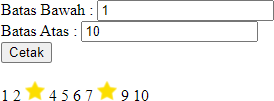 Batas Bawah : 1
Batas Atas : 10
Cetak
1 2 4 5 6 7 9 10